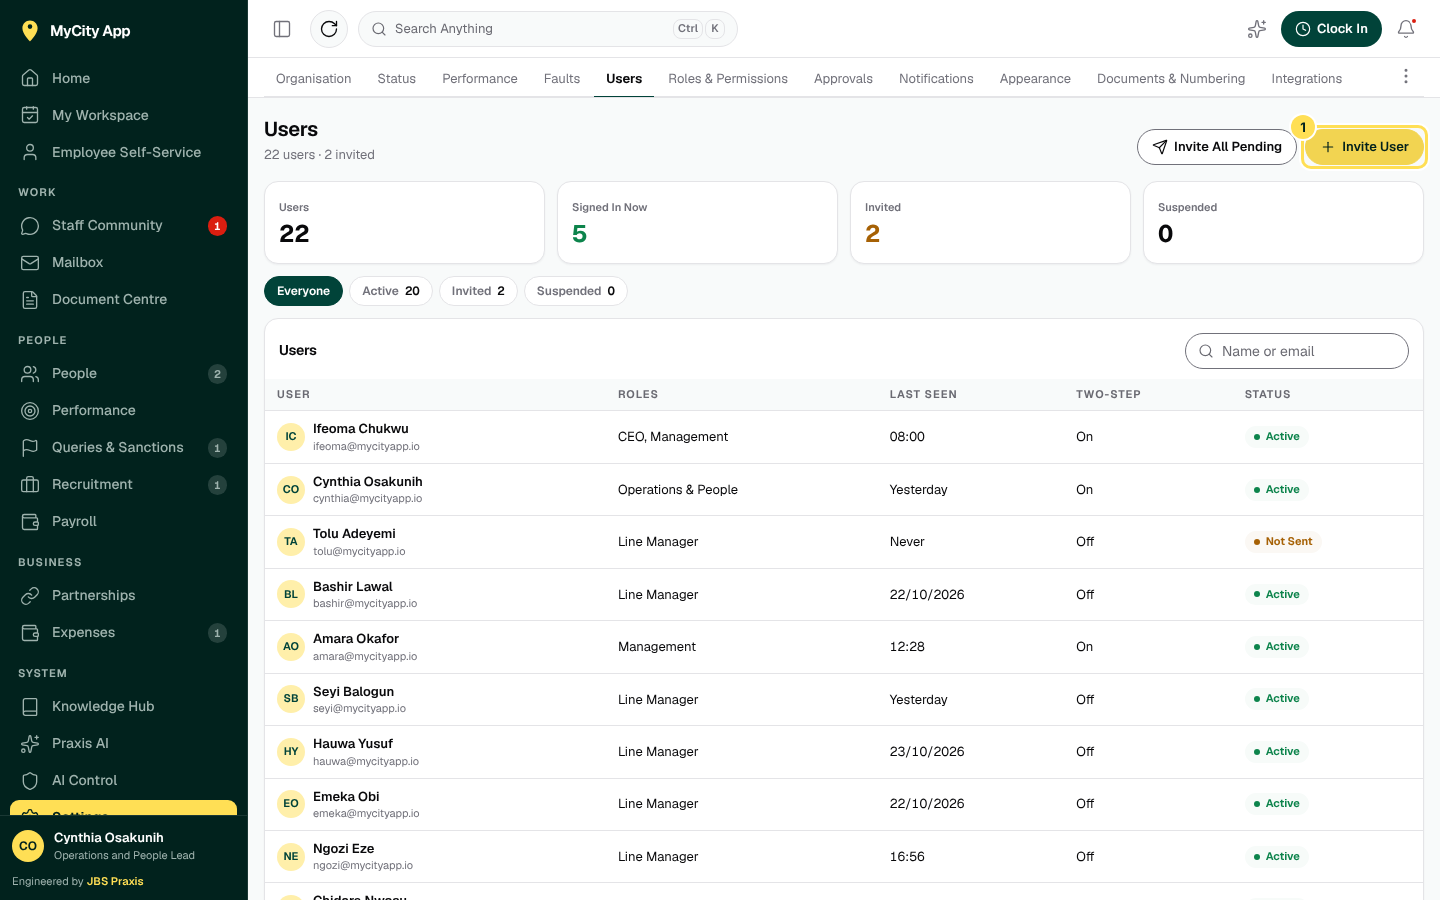 MyCity App
Home
My Workspace
Employee Self-Service
WORK
Staff Community 1
Mailbox
Document Centre
PEOPLE
People 2
Performance
Queries & Sanctions 1
Recruitment 1
Payroll
BUSINESS
Partnerships
Expenses 1
SYSTEM
Knowledge Hub
Praxis AI
AI Control
CO
Cynthia Osakunih
Operations and People Lead
Engineered by JBS Praxis
Search Anything Ctrl K
Clock In
Organisation Status Performance Faults Users Roles & Permissions Approvals Notifications Appearance Documents & Numbering Integrations
Users
22 users · 2 invited
Invite All Pending
1
+ Invite User
Users
22
Signed In Now
5
Invited
2
Suspended
0
Everyone Active 20 Invited 2 Suspended 0
Users
Name or email
USER ROLES LAST SEEN TWO-STEP STATUS
IC Ifeoma Chukwu CEO, Management 08:00 On Active
ifeoma@mycityapp.io
CO Cynthia Osakunih Operations & People Yesterday On Active
cynthia@mycityapp.io
TA Tolu Adeyemi Line Manager Never Off Not Sent
tolu@mycityapp.io
BL Bashir Lawal Line Manager 22/10/2026 Off Active
bashir@mycityapp.io
AO Amara Okafor Management 12:28 On Active
amara@mycityapp.io
SB Seyi Balogun Line Manager Yesterday Off Active
seyi@mycityapp.io
HY Hauwa Yusuf Line Manager 23/10/2026 Off Active
hauwa@mycityapp.io
EO Emeka Obi Line Manager 22/10/2026 Off Active
emeka@mycityapp.io
NE Ngozi Eze Line Manager 16:56 Off Active
ngozi@mycityapp.io